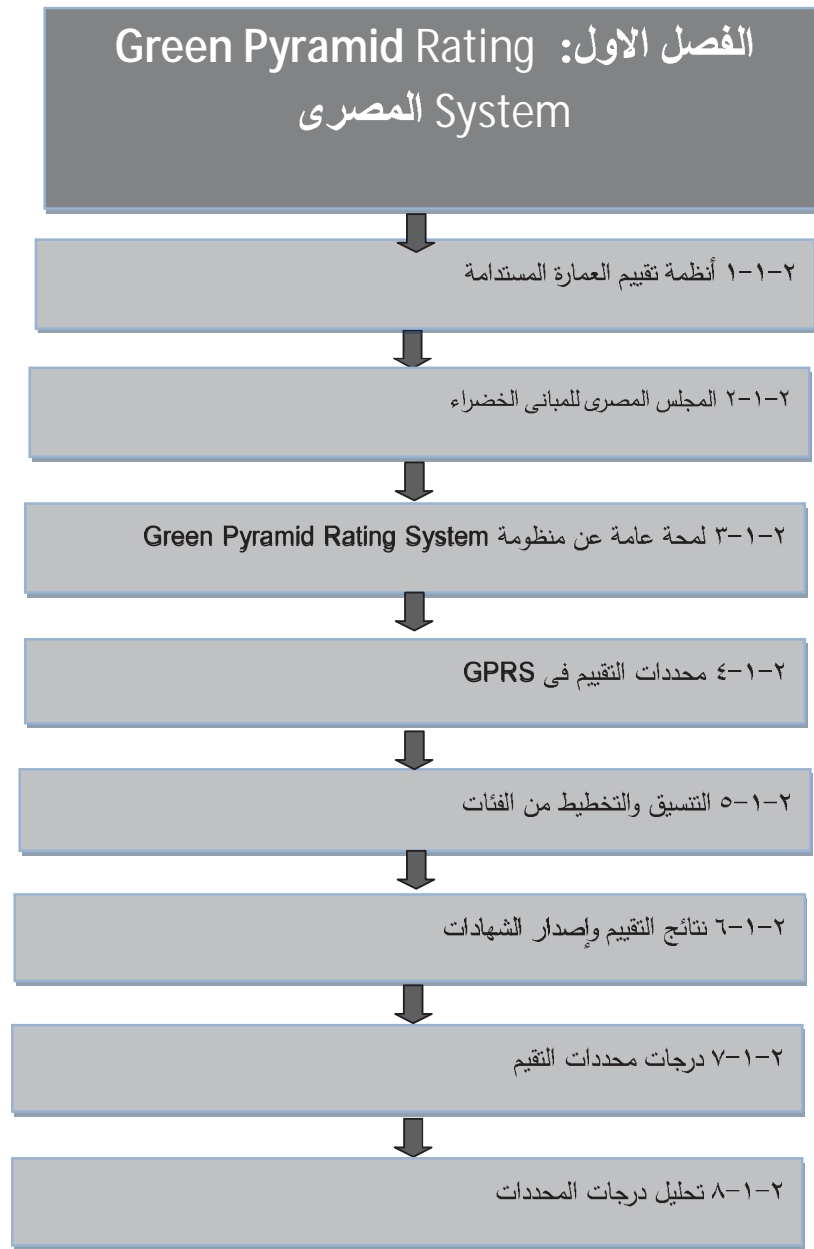 الفصل الاول: Green Pyramid Rating
System المصرى
٢-١-١ أنظمة تقييم العمارة المستدامة
٢-١-٢ المجلس المصرى للمبانى الخضراء
٢-١-٣ لمحة عامة عن منظومة Green Pyramid Rating System
٢-١-٤ محددات التقييم فى GPRS
٢-١-٥ التنسيق والتخطيط من الفئات
٢-١-٦ نتائج التقييم وإصدار الشهادات
٢-١-٧ درجات محددات التقيم
٢-١-٨ تحليل درجات المحددات